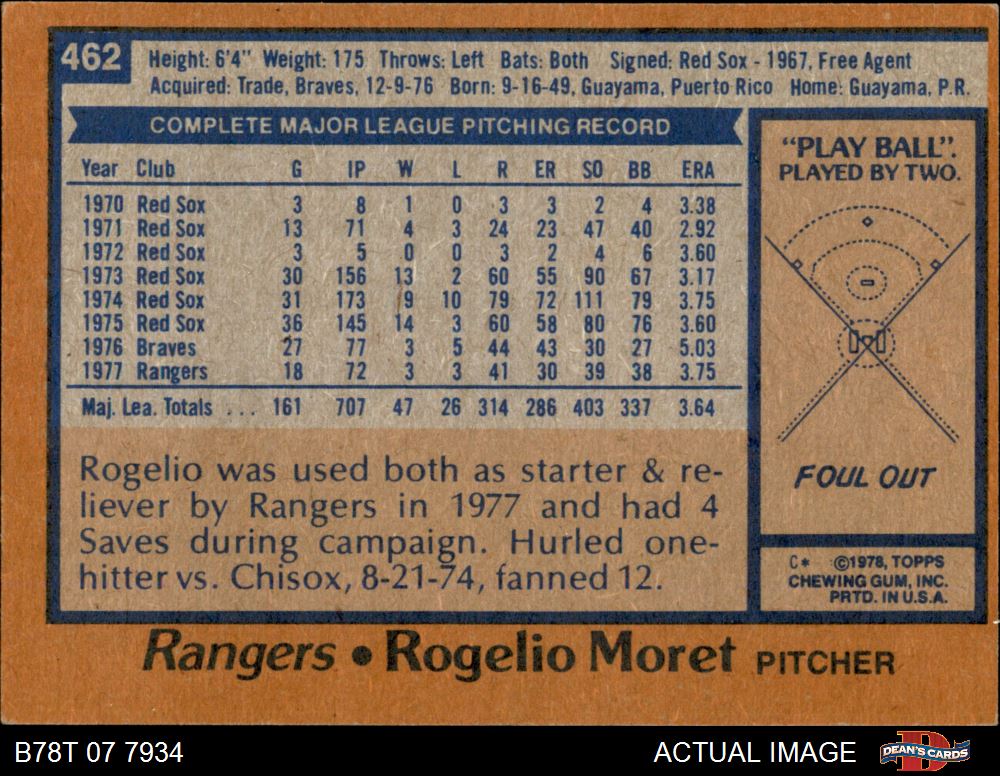 462
Height: 6'4" Weight: 175 Throws: Left Bats: Both Signed: Red Sox - 1967, Free Agent
Acquired: Trade, Braves, 12-9-76 Born: 9-16-49, Guayama, Puerto Rico Home: Guayama, P.R.
COMPLETE MAJOR LEAGUE PITCHING RECORD
Year Club G IP W L R ER SO BB ERA
1970 Red Sox 3 8 1 0 3 3 2 4 3.38
1971 Red Sox 13 71 4 3 24 23 47 40 2.92
1972 Red Sox 3 5 0 0 3 2 4 6 3.60
1973 Red Sox 30 156 13 2 60 55 90 67 3.17
1974 Red Sox 31 173 9 10 79 72 111 79 3.75
1975 Red Sox 36 145 14 3 60 58 80 76 3.60
1976 Braves 27 77 3 5 44 43 30 27 5.03
1977 Rangers 18 72 3 3 41 30 39 38 3.75
Maj. Lea. Totals ... 161 707 47 26 314 286 403 337 3.64
Rogelio was used both as starter & re-
liever by Rangers in 1977 and had 4
Saves during campaign. Hurled one-
hitter vs. Chisox, 8-21-74, fanned 12.
"PLAY BALL".
PLAYED BY TWO.
FOUL OUT
C* ©1978, TOPPS
CHEWING GUM, INC.
PRTD. IN U.S.A.
Rangers • Rogelio Moret PITCHER
B78T 07 7934
ACTUAL IMAGE
D
DEAN'S CARDS